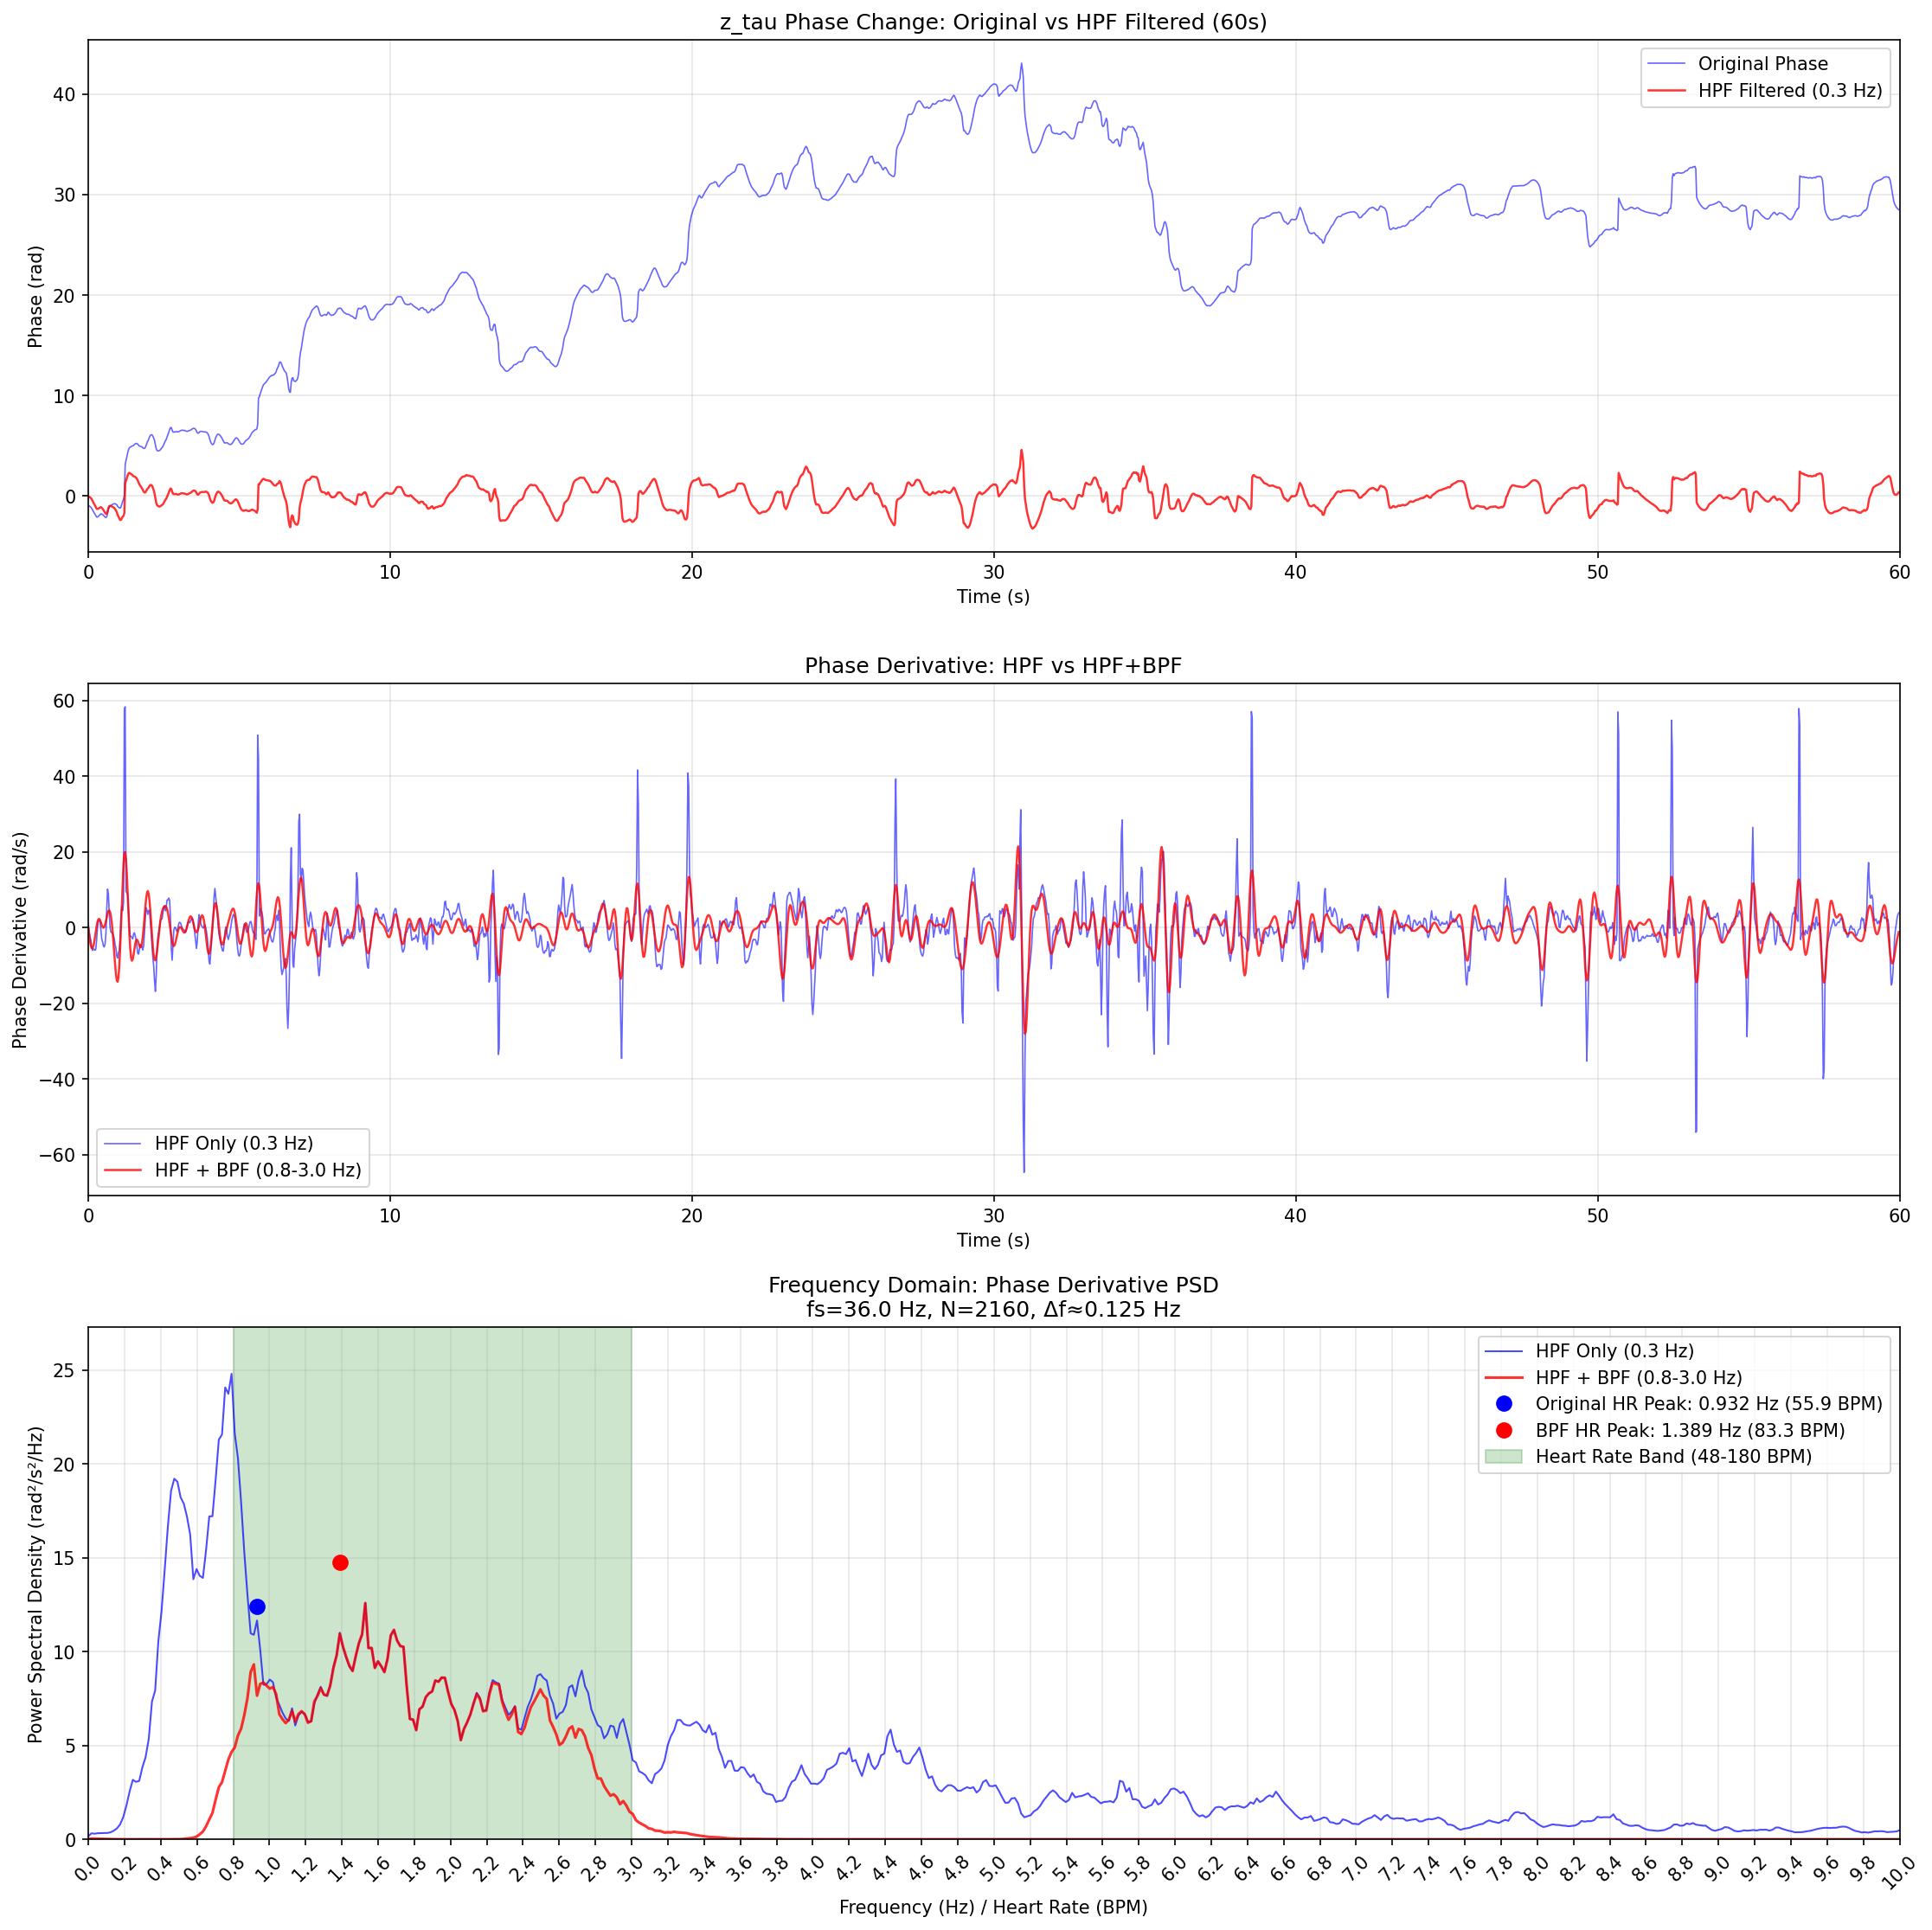 z_tau Phase Change: Original vs HPF Filtered (60s)
Original Phase
HPF Filtered (0.3 Hz)
Phase (rad)
40
30
20
10
0
0 10 20 30 40 50 60
Time (s)
Phase Derivative: HPF vs HPF+BPF
Phase Derivative (rad/s)
60
40
20
0
−20
−40
−60
HPF Only (0.3 Hz)
HPF + BPF (0.8-3.0 Hz)
0 10 20 30 40 50 60
Time (s)
Frequency Domain: Phase Derivative PSD
fs=36.0 Hz, N=2160, Δf≈0.125 Hz
HPF Only (0.3 Hz)
HPF + BPF (0.8-3.0 Hz)
Original HR Peak: 0.932 Hz (55.9 BPM)
BPF HR Peak: 1.389 Hz (83.3 BPM)
Heart Rate Band (48-180 BPM)
Power Spectral Density (rad²/s²/Hz)
25
20
15
10
5
0
0.0 0.2 0.4 0.6 0.8 1.0 1.2 1.4 1.6 1.8 2.0 2.2 2.4 2.6 2.8 3.0 3.2 3.4 3.6 3.8 4.0 4.2 4.4 4.6 4.8 5.0 5.2 5.4 5.6 5.8 6.0 6.2 6.4 6.6 6.8 7.0 7.2 7.4 7.6 7.8 8.0 8.2 8.4 8.6 8.8 9.0 9.2 9.4 9.6 9.8 10.0
Frequency (Hz) / Heart Rate (BPM)